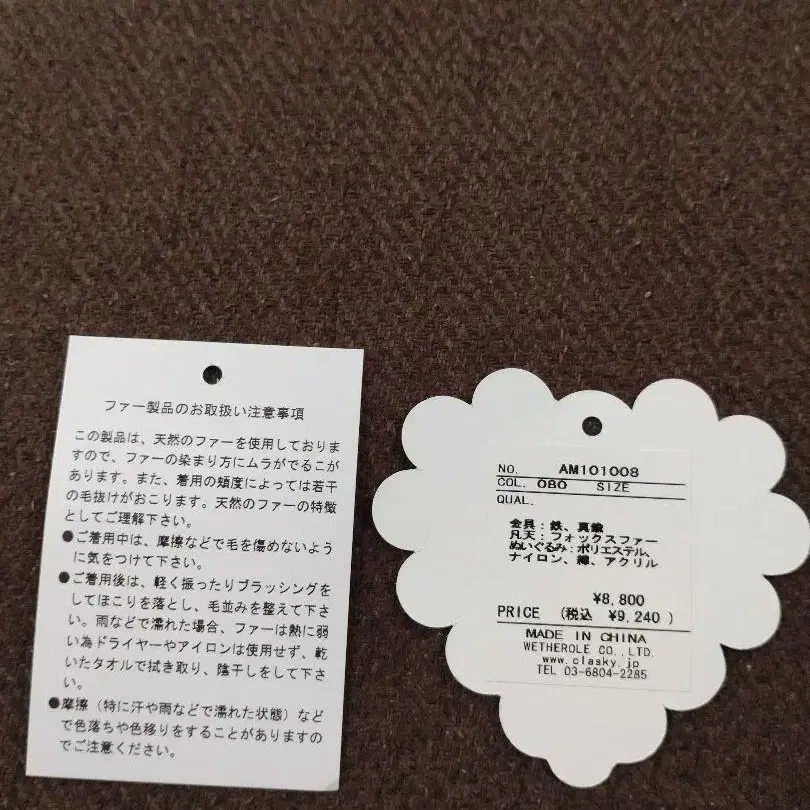 ファー製品のお取扱い注意事項
この製品は、天然のファーを使用しておりま
すので、ファーの染まり方にムラがでるこが
あります。また、着用の頻度によっては若干
の毛抜けがおこります。天然のファーの特徴
としてご理解下さい。
●ご着用中は、摩擦などで毛を傷めないよう
に気をつけて下さい。
●ご着用後は、軽く振ったりブラッシングを
してほこりを落とし、毛並みを整えて下さ
い。雨などで濡れた場合、ファーは熱に弱
い為ドライヤーやアイロンは使用せず、乾
いたタオルで拭き取り、陰干しをして下さ
い。
●摩擦（特に汗や雨などで濡れた状態）など
で色落ちや色移りをすることがありますの
でご注意ください。
NO. AM101008
COL. 080 SIZE
QUAL.
金具：鉄、真鍮
凡天：フォックスファー
ぬいぐるみ：ポリエステル、
ナイロン、綿、アクリル
¥8,800
PRICE (税込 ¥9,240 )
MADE IN CHINA
WETHEROLE CO.,LTD.
www.clasky.jp
TEL 03-6804-2285